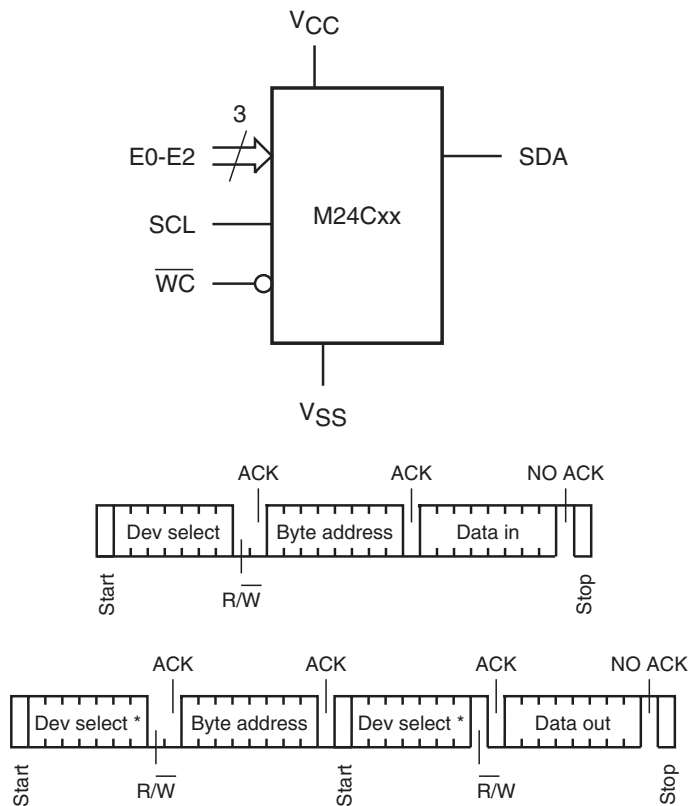 VCC
3
E0-E2
SDA
SCL
M24Cxx
W̅C̅
VSS
ACK ACK NO ACK
Dev select Byte address Data in
R/W̅
Start Stop
ACK ACK ACK NO ACK
Dev select * Byte address Dev select * Data out
R/W̅ R̅/W
Start Start Stop